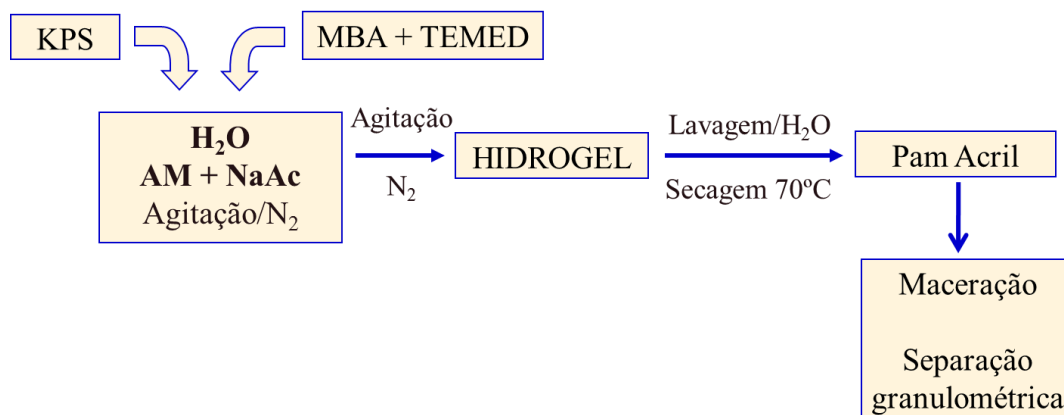 KPS
MBA + TEMED
H₂O
AM + NaAc
Agitação/N₂
Agitação
N₂
HIDROGEL
Lavagem/H₂O
Secagem 70ºC
Pam Acril
Maceração
Separação
granulométrica